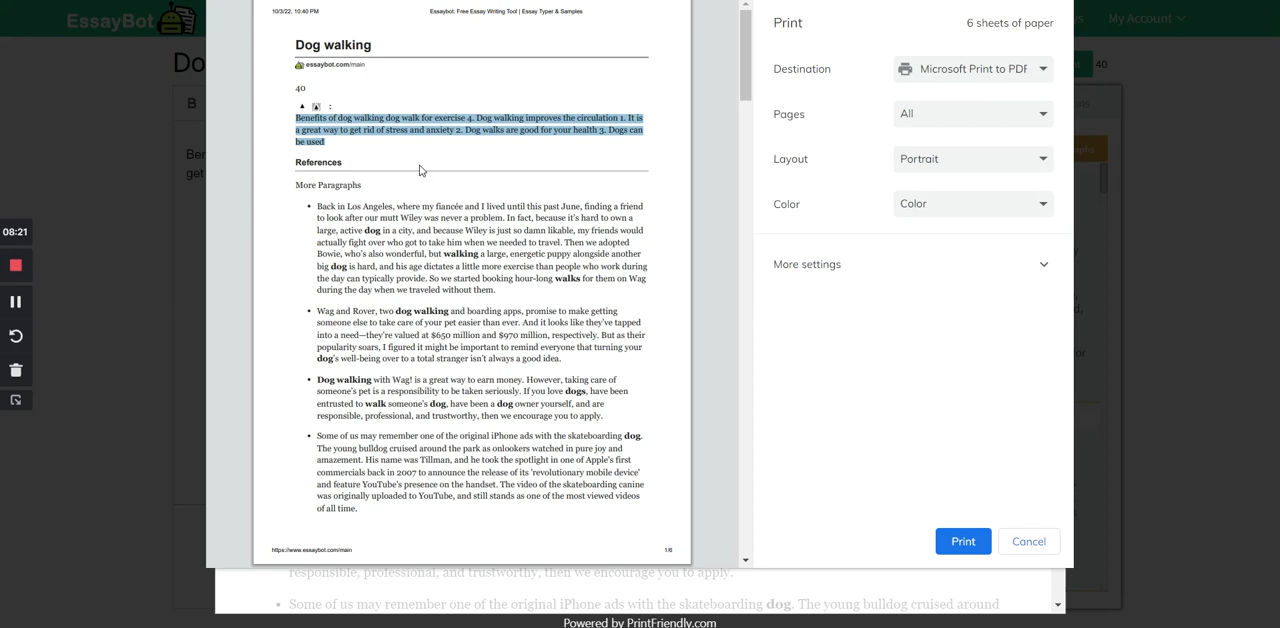 EssayBot
My Account
Do
40
B
Ber
get
08:21
10/3/22, 10:40 PM
Essaybot: Free Essay Writing Tool | Essay Typer & Samples
Dog walking
essaybot.com/main
40
:
Benefits of dog walking dog walk for exercise 4. Dog walking improves the circulation 1. It is
a great way to get rid of stress and anxiety 2. Dog walks are good for your health 3. Dogs can
be used
References
More Paragraphs
• Back in Los Angeles, where my fiancée and I lived until this past June, finding a friend
to look after our mutt Wiley was never a problem. In fact, because it's hard to own a
large, active dog in a city, and because Wiley is just so damn likable, my friends would
actually fight over who got to take him when we needed to travel. Then we adopted
Bowie, who's also wonderful, but walking a large, energetic puppy alongside another
big dog is hard, and his age dictates a little more exercise than people who work during
the day can typically provide. So we started booking hour-long walks for them on Wag
during the day when we traveled without them.
• Wag and Rover, two dog walking and boarding apps, promise to make getting
someone else to take care of your pet easier than ever. And it looks like they've tapped
into a need—they're valued at $650 million and $970 million, respectively. But as their
popularity soars, I figured it might be important to remind everyone that turning your
dog's well-being over to a total stranger isn't always a good idea.
• Dog walking with Wag! is a great way to earn money. However, taking care of
someone's pet is a responsibility to be taken seriously. If you love dogs, have been
entrusted to walk someone's dog, have been a dog owner yourself, and are
responsible, professional, and trustworthy, then we encourage you to apply.
• Some of us may remember one of the original iPhone ads with the skateboarding dog.
The young bulldog cruised around the park as onlookers watched in pure joy and
amazement. His name was Tillman, and he took the spotlight in one of Apple's first
commercials back in 2007 to announce the release of its 'revolutionary mobile device'
and feature YouTube's presence on the handset. The video of the skateboarding canine
was originally uploaded to YouTube, and still stands as one of the most viewed videos
of all time.
https://www.essaybot.com/main
1/6
Print
6 sheets of paper
Destination
Microsoft Print to PDF
Pages
All
Layout
Portrait
Color
Color
More settings
Print
Cancel
responsible, professional, and trustworthy, then we encourage you to apply.
• Some of us may remember one of the original iPhone ads with the skateboarding dog. The young bulldog cruised around
Powered by PrintFriendly.com